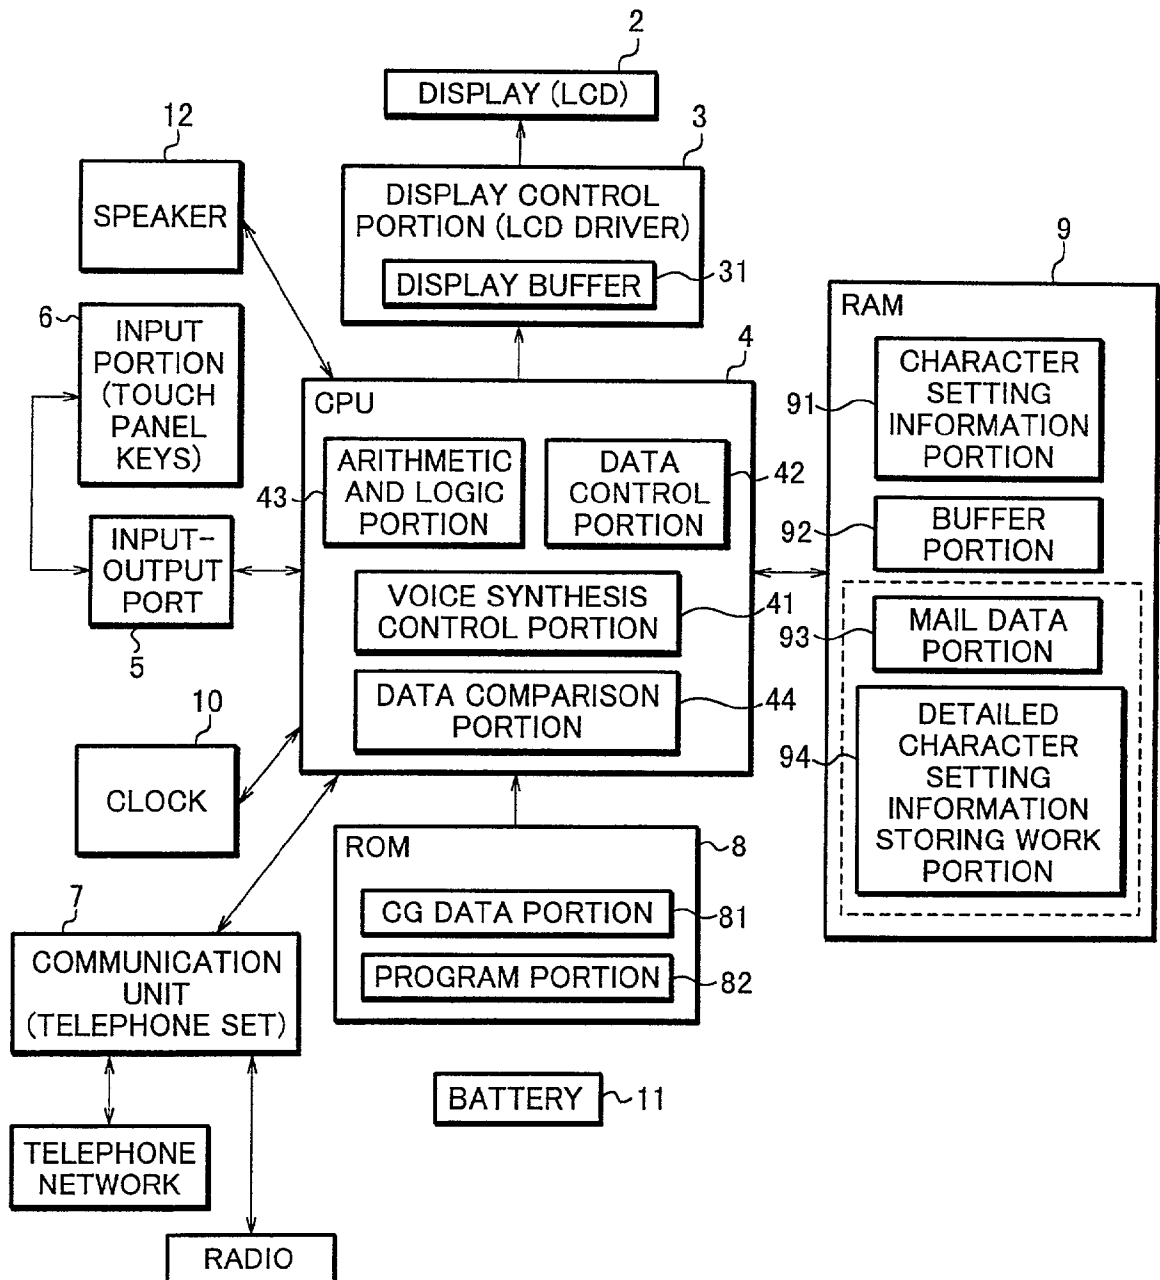 2
DISPLAY (LCD)
12
3
SPEAKER
DISPLAY CONTROL
PORTION (LCD DRIVER)
DISPLAY BUFFER
31
9
RAM
6
INPUT
PORTION
(TOUCH
PANEL
KEYS)
4
CPU
CHARACTER
SETTING
INFORMATION
PORTION
91
ARITHMETIC
AND LOGIC
PORTION
43
DATA
CONTROL
PORTION
42
BUFFER
PORTION
92
INPUT-
OUTPUT
PORT
5
VOICE SYNTHESIS
CONTROL PORTION
41
MAIL DATA
PORTION
93
DATA COMPARISON
PORTION
44
10
CLOCK
DETAILED
CHARACTER
SETTING
INFORMATION
STORING WORK
PORTION
94
ROM
8
CG DATA PORTION
81
PROGRAM PORTION
82
7
COMMUNICATION
UNIT
(TELEPHONE SET)
BATTERY
11
TELEPHONE
NETWORK
RADIO